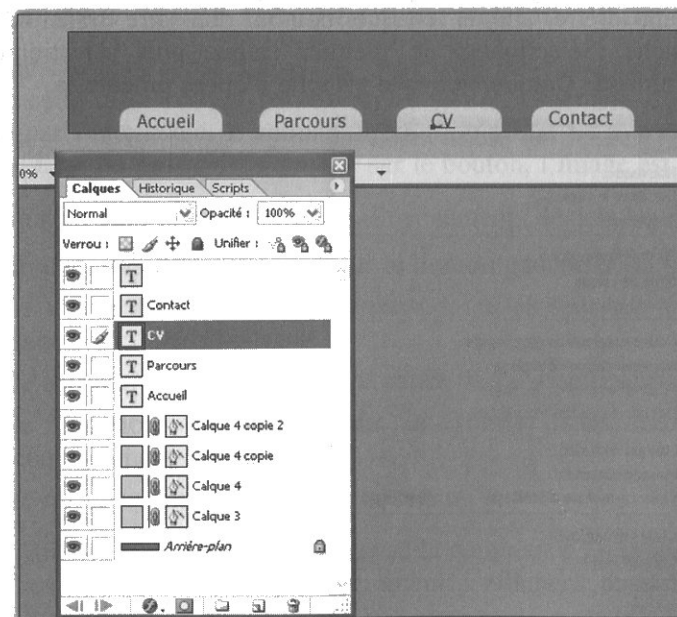 Accueil Parcours CV Contact
0%
Calques Historique Scripts
Normal Opacité : 100%
Verrou : Unifier :
T
T Contact
T CV
T Parcours
T Accueil
Calque 4 copie 2
Calque 4 copie
Calque 4
Calque 3
Arrière-plan